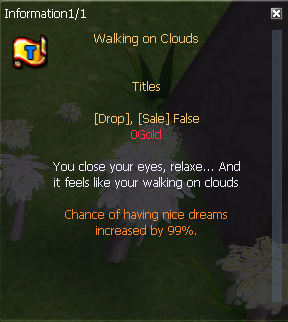 Information1/1
T
Walking on Clouds
Titles
[Drop], [Sale] False
0Gold
You close your eyes, relaxe... And
it feels like your walking on clouds
Chance of having nice dreams
increased by 99%.